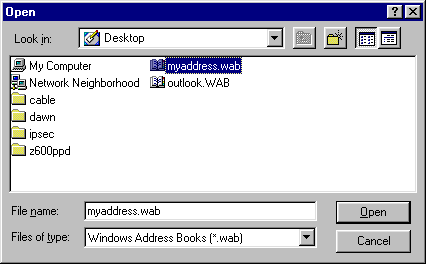 Open
Look in: Desktop
My Computer
Network Neighborhood
cable
dawn
ipsec
z600ppd
myaddress.wab
outlook.WAB
File name: myaddress.wab Open
Files of type: Windows Address Books (*.wab) Cancel